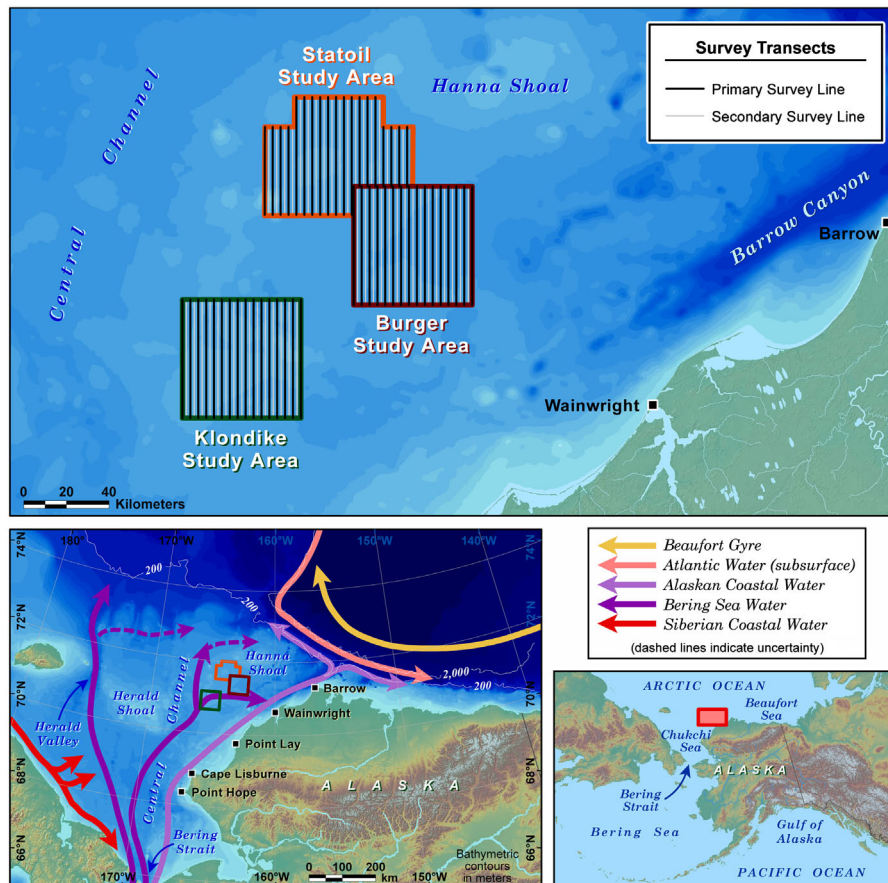 Statoil
Study Area
Hanna Shoal
Survey Transects
Primary Survey Line
Secondary Survey Line
Central Channel
Barrow Canyon
Barrow
Burger
Study Area
Wainwright
Klondike
Study Area
0 10 20 40
Kilometers
180° 170°W 160°W 150°W 140°W
74°N
72°N
70°N
68°N
66°N
200
200
2,000
200
Hanna
Shoal
Herald
Shoal
Channel
Central
Herald
Valley
Barrow
Wainwright
Point Lay
Cape Lisburne
Point Hope
ALASKA
Bering
Strait
0 100 200
km
Bathymetric
contours
in meters
170°W 160°W 150°W
74°N
72°N
70°N
68°N
66°N
Beaufort Gyre
Atlantic Water (subsurface)
Alaskan Coastal Water
Bering Sea Water
Siberian Coastal Water
(dashed lines indicate uncertainty)
ARCTIC OCEAN
Beaufort
Sea
Chukchi
Sea
ALASKA
Bering
Strait
Bering Sea
Gulf of
Alaska
PACIFIC OCEAN